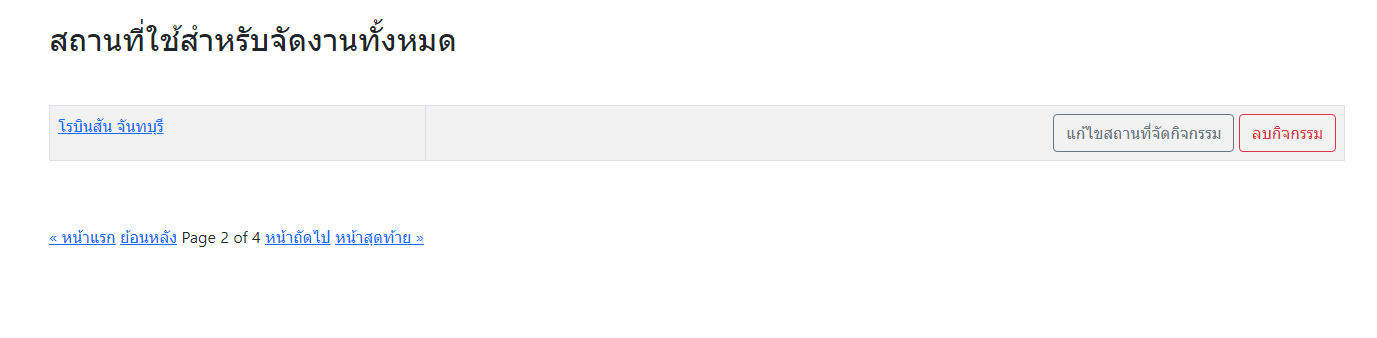 สถานที่ใช้สำหรับจัดงานทั้งหมด
โรบินสัน จันทบุรี แก้ไขสถานที่จัดกิจกรรม ลบกิจกรรม
« หน้าแรก ย้อนหลัง Page 2 of 4 หน้าถัดไป หน้าสุดท้าย »